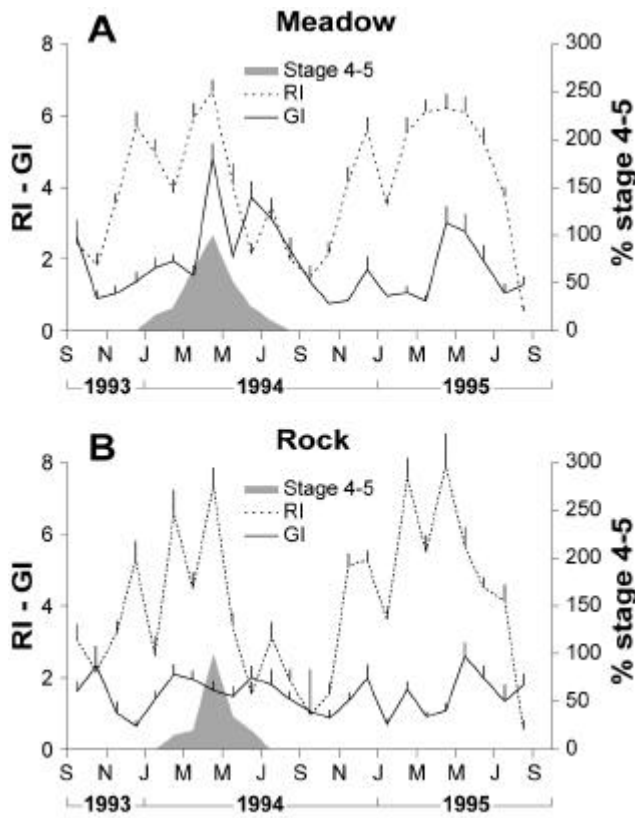 A Meadow
8 300
Stage 4-5
RI
GI
250
6
200
4 150
100
2
50
0 0
RI - GI
% stage 4-5
S N J M M J S N J M M J S
1993 1994 1995
B Rock
8 300
Stage 4-5
RI
GI
250
6
200
4 150
100
2
50
0 0
RI - GI
% stage 4-5
S N J M M J S N J M M J S
1993 1994 1995